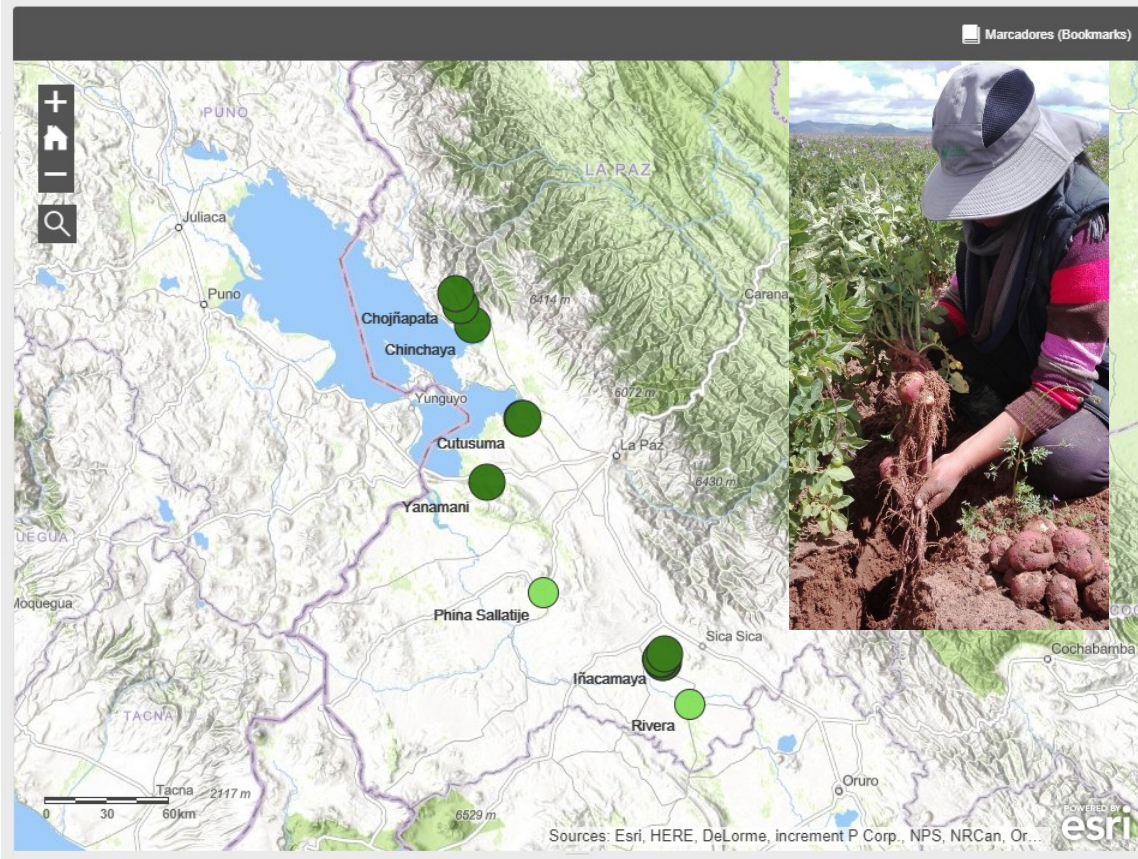 Marcadores (Bookmarks)
PUNO
LA PAZ
Juliaca
Puno
Carana
6414 m
Chojñapata
Chinchaya
Yunguyo
6072 m
Cutusuma
La Paz
6430 m
Yanamani
UEGUA
Moquegua
Phina Sallatije
COC
Sica Sica
Cochabamba
Iñacamaya
Rivera
TACNA
Tacna
2117 m
Oruro
0 30 60km
6529 m
Sources: Esri, HERE, DeLorme, increment P Corp., NPS, NRCan, Or...
POWERED BY
esri